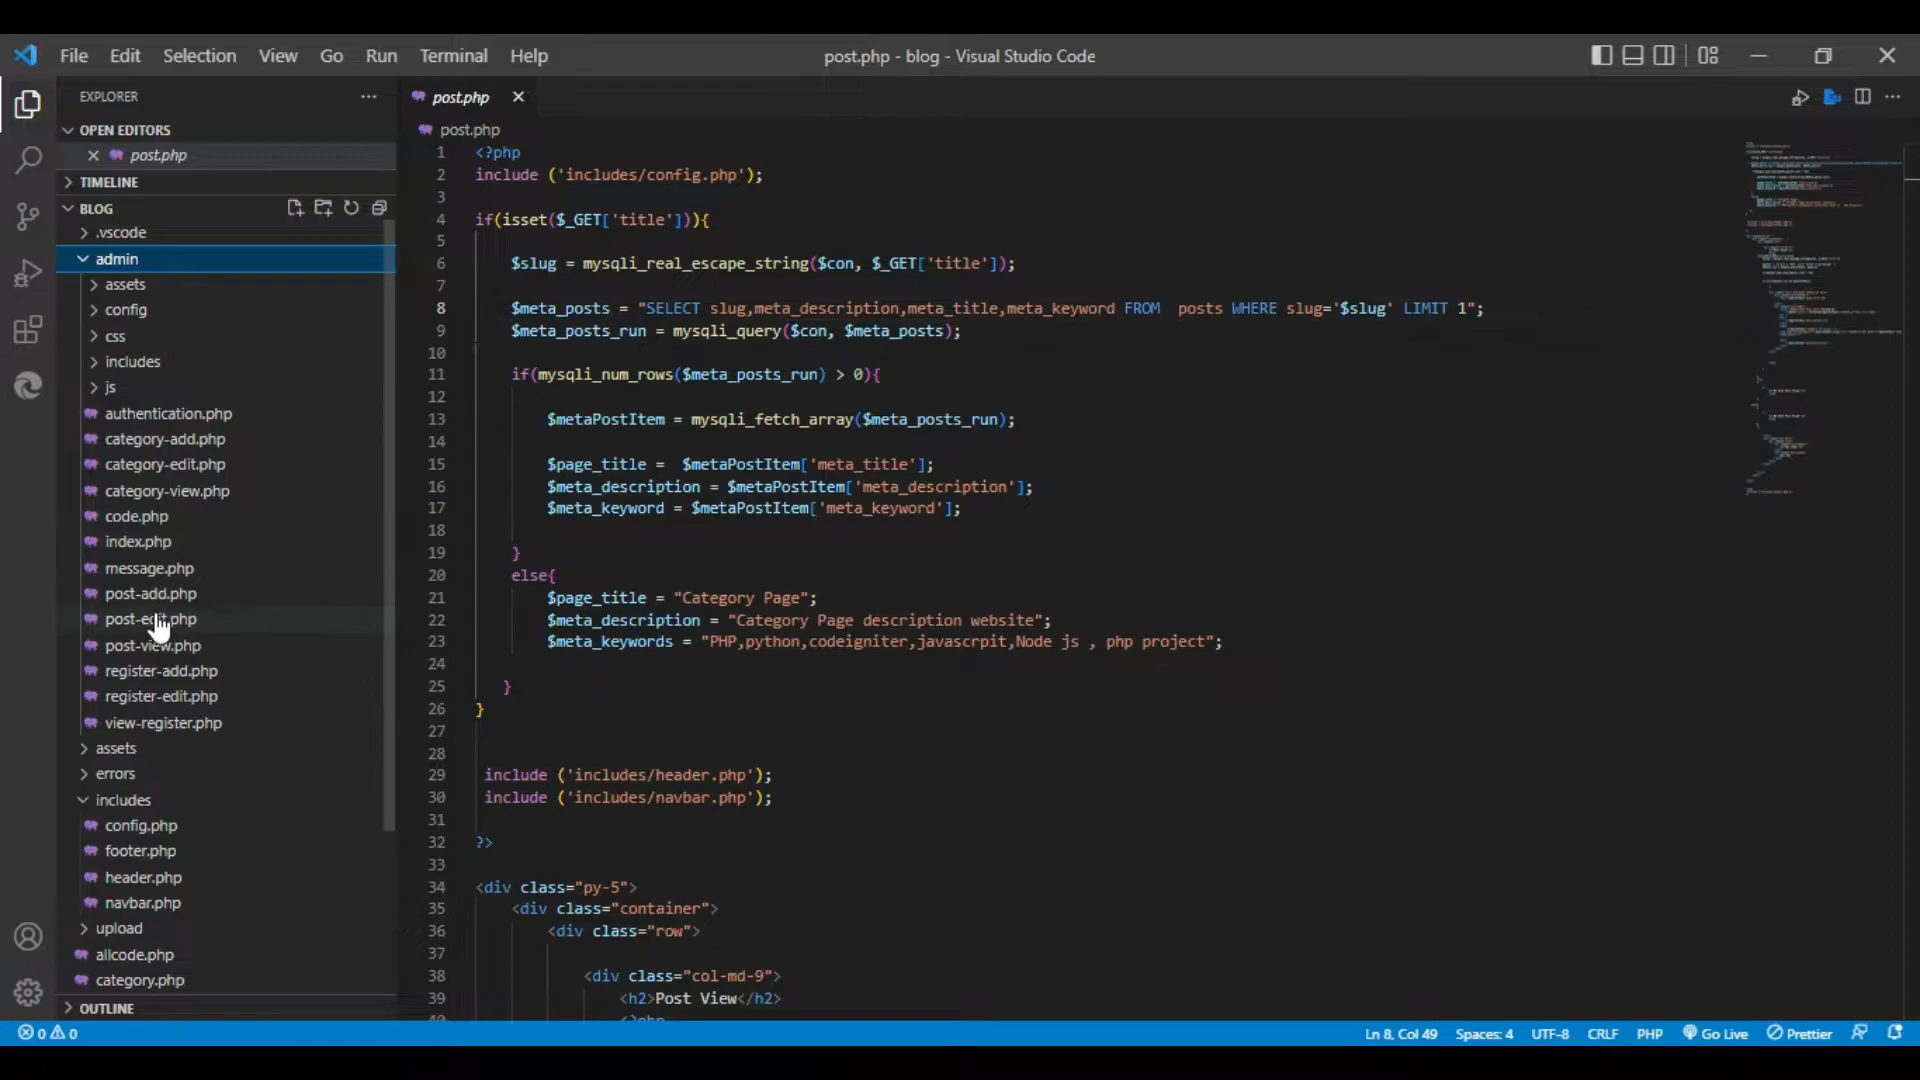 File Edit Selection View Go Run Terminal Help
post.php - blog - Visual Studio Code
EXPLORER
OPEN EDITORS
post.php
TIMELINE
BLOG
.vscode
admin
assets
config
css
includes
js
authentication.php
category-add.php
category-edit.php
category-view.php
code.php
index.php
message.php
post-add.php
post-edit.php
post-view.php
register-add.php
register-edit.php
view-register.php
assets
errors
includes
config.php
footer.php
header.php
navbar.php
upload
allcode.php
category.php
OUTLINE
post.php
post.php
1 <?php
2 include ('includes/config.php');
3
4 if(isset($_GET['title'])){
5
6 $slug = mysqli_real_escape_string($con, $_GET['title']);
7
8 $meta_posts = "SELECT slug,meta_description,meta_title,meta_keyword FROM  posts WHERE slug='$slug' LIMIT 1";
9 $meta_posts_run = mysqli_query($con, $meta_posts);
10
11 if(mysqli_num_rows($meta_posts_run) > 0){
12
13 $metaPostItem = mysqli_fetch_array($meta_posts_run);
14
15 $page_title =  $metaPostItem['meta_title'];
16 $meta_description = $metaPostItem['meta_description'];
17 $meta_keyword = $metaPostItem['meta_keyword'];
18
19 }
20 else{
21 $page_title = "Category Page";
22 $meta_description = "Category Page description website";
23 $meta_keywords = "PHP,python,codeigniter,javascrpit,Node js , php project";
24
25 }
26 }
27
28
29 include ('includes/header.php');
30 include ('includes/navbar.php');
31
32 ?>
33
34 <div class="py-5">
35 <div class="container">
36 <div class="row">
37
38 <div class="col-md-9">
39 <h2>Post View</h2>
40 <?php
0 0
Ln 8, Col 49 Spaces: 4 UTF-8 CRLF PHP Go Live Prettier